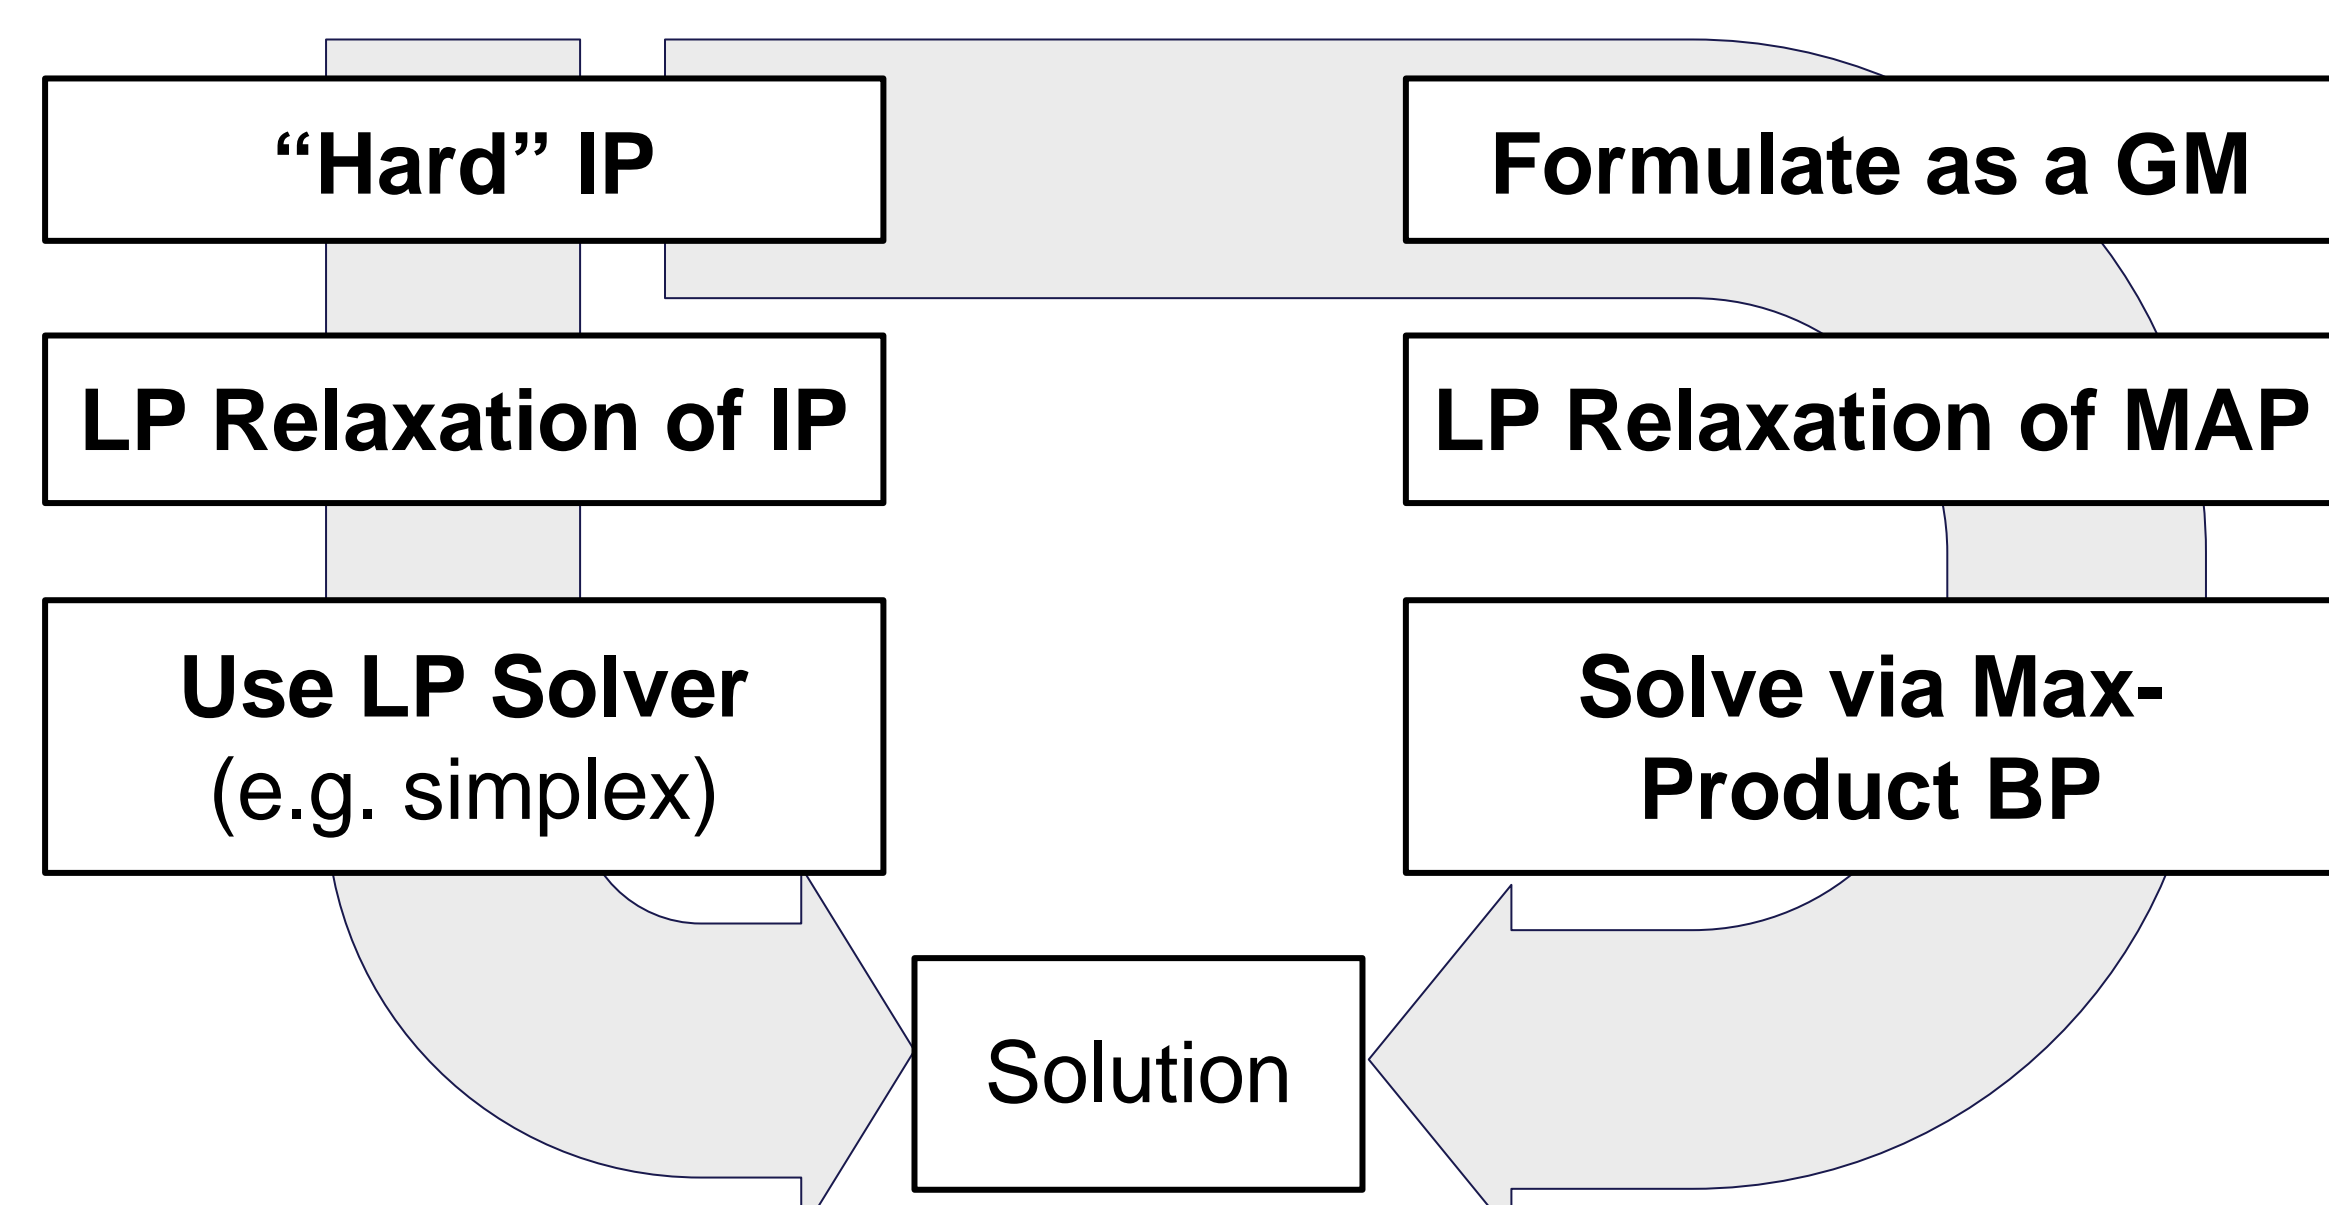 “Hard” IP
Formulate as a GM
LP Relaxation of IP
LP Relaxation of MAP
Use LP Solver
(e.g. simplex)
Solve via Max-
Product BP
Solution